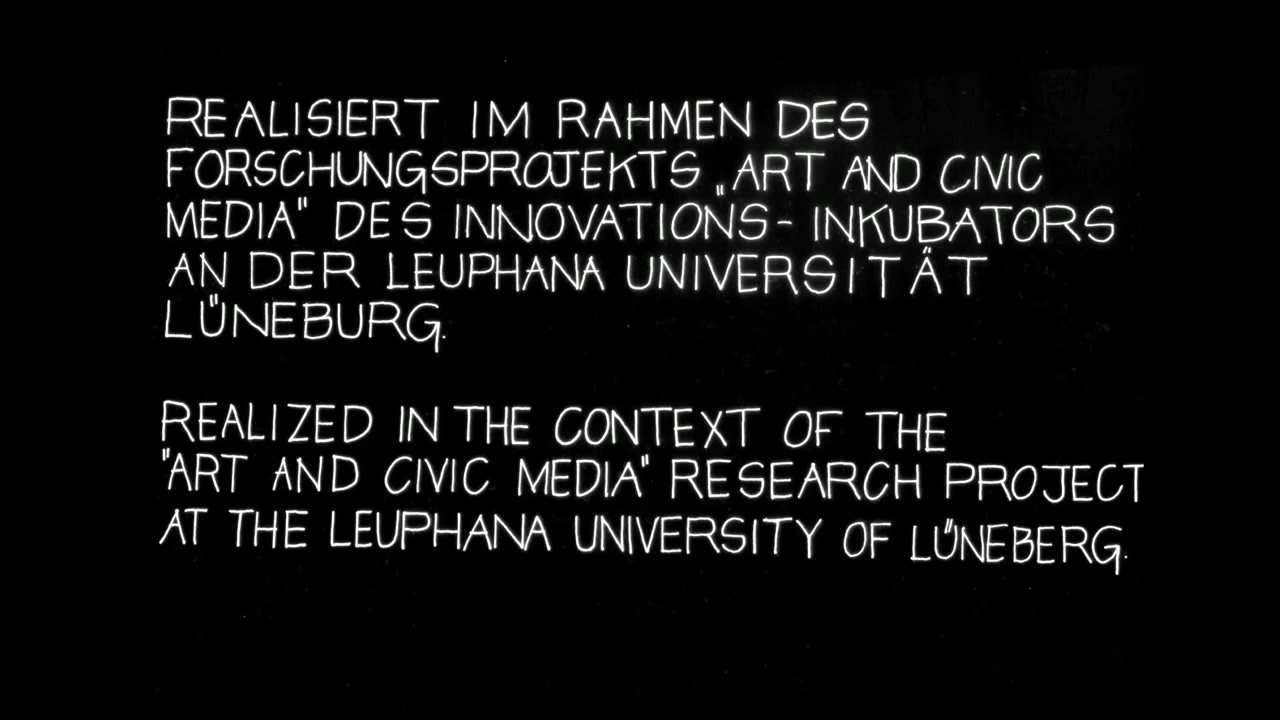 REALISIERT IM RAHMEN DES
FORSCHUNGSPROJEKTS „ART AND CIVIC
MEDIA" DES INNOVATIONS-INKUBATORS
AN DER LEUPHANA UNIVERSITÄT
LÜNEBURG.
REALIZED IN THE CONTEXT OF THE
"ART AND CIVIC MEDIA" RESEARCH PROJECT
AT THE LEUPHANA UNIVERSITY OF LÜNEBERG.